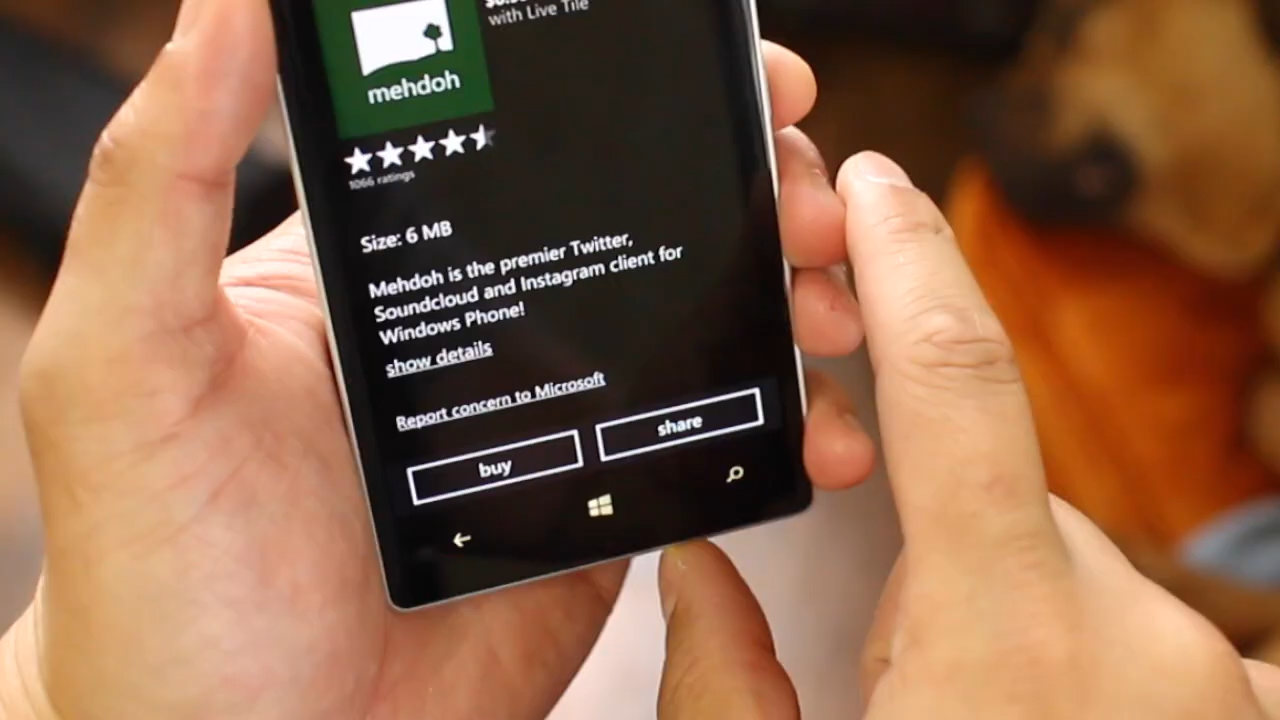 with Live Tile
mehdoh
1066 ratings
Size: 6 MB
Mehdoh is the premier Twitter,
Soundcloud and Instagram client for
Windows Phone!
show details
Report concern to Microsoft
buy
share